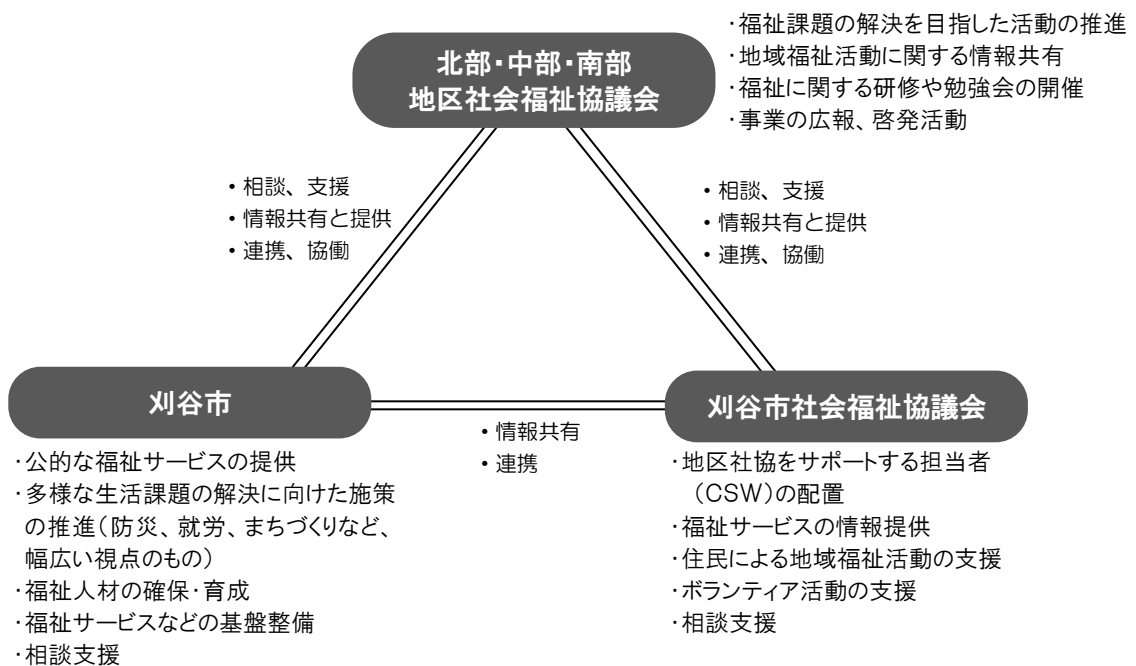 北部・中部・南部
地区社会福祉協議会
・福祉課題の解決を目指した活動の推進
・地域福祉活動に関する情報共有
・福祉に関する研修や勉強会の開催
・事業の広報、啓発活動
・相談、支援
・情報共有と提供
・連携、協働
・相談、支援
・情報共有と提供
・連携、協働
刈谷市
・公的な福祉サービスの提供
・多様な生活課題の解決に向けた施策
の推進(防災、就労、まちづくりなど、
幅広い視点のもの)
・福祉人材の確保・育成
・福祉サービスなどの基盤整備
・相談支援
・情報共有
・連携
刈谷市社会福祉協議会
・地区社協をサポートする担当者
(CSW)の配置
・福祉サービスの情報提供
・住民による地域福祉活動の支援
・ボランティア活動の支援
・相談支援